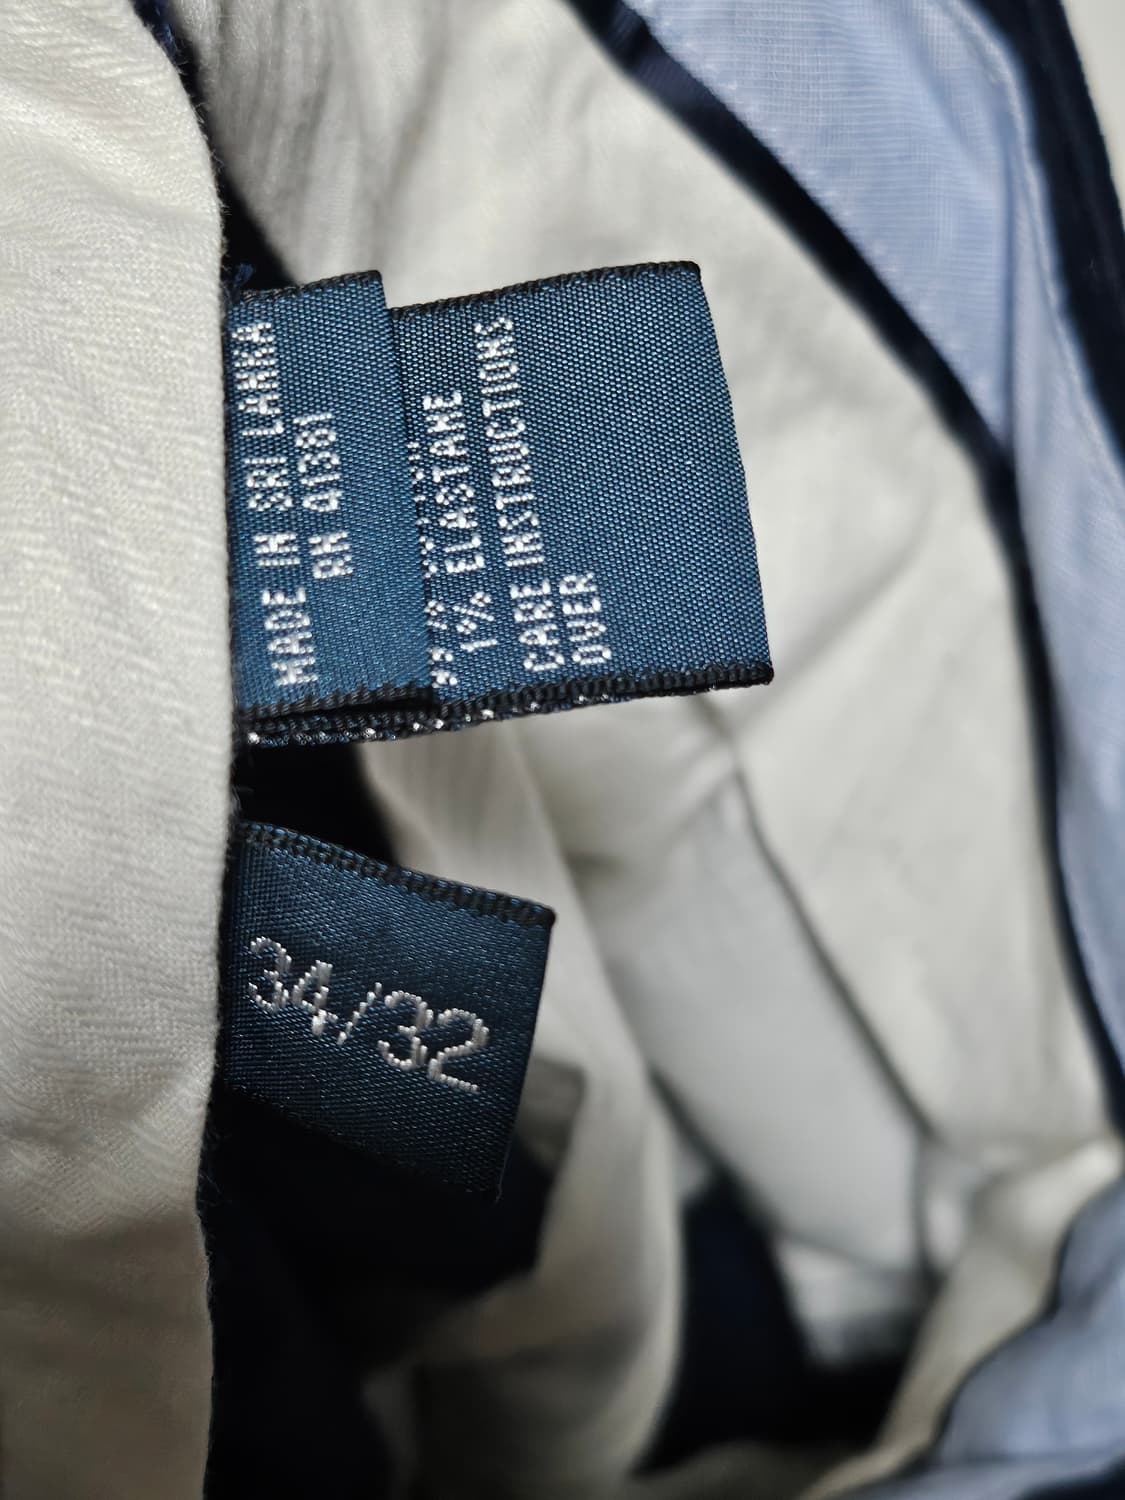 MADE IN SRI LANKA
RN 41381
1% ELASTANE
CARE INSTRUCTIONS
OVER
34/32